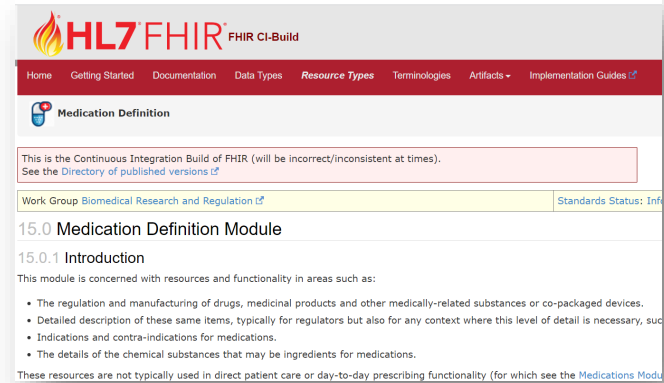 HL7 FHIR FHIR CI-Build
Home Getting Started Documentation Data Types Resource Types Terminologies Artifacts Implementation Guides
Medication Definition
This is the Continuous Integration Build of FHIR (will be incorrect/inconsistent at times).
See the Directory of published versions
Work Group Biomedical Research and Regulation Standards Status:
15.0 Medication Definition Module
15.0.1 Introduction
This module is concerned with resources and functionality in areas such as:
• The regulation and manufacturing of drugs, medicinal products and other medically-related substances or co-packaged devices.
• Detailed description of these same items, typically for regulators but also for any context where this level of detail is necessary,
• Indications and contra-indications for medications.
• The details of the chemical substances that may be ingredients for medications.
These resources are not typically used in direct patient care or day-to-day prescribing functionality (for which see the Medications